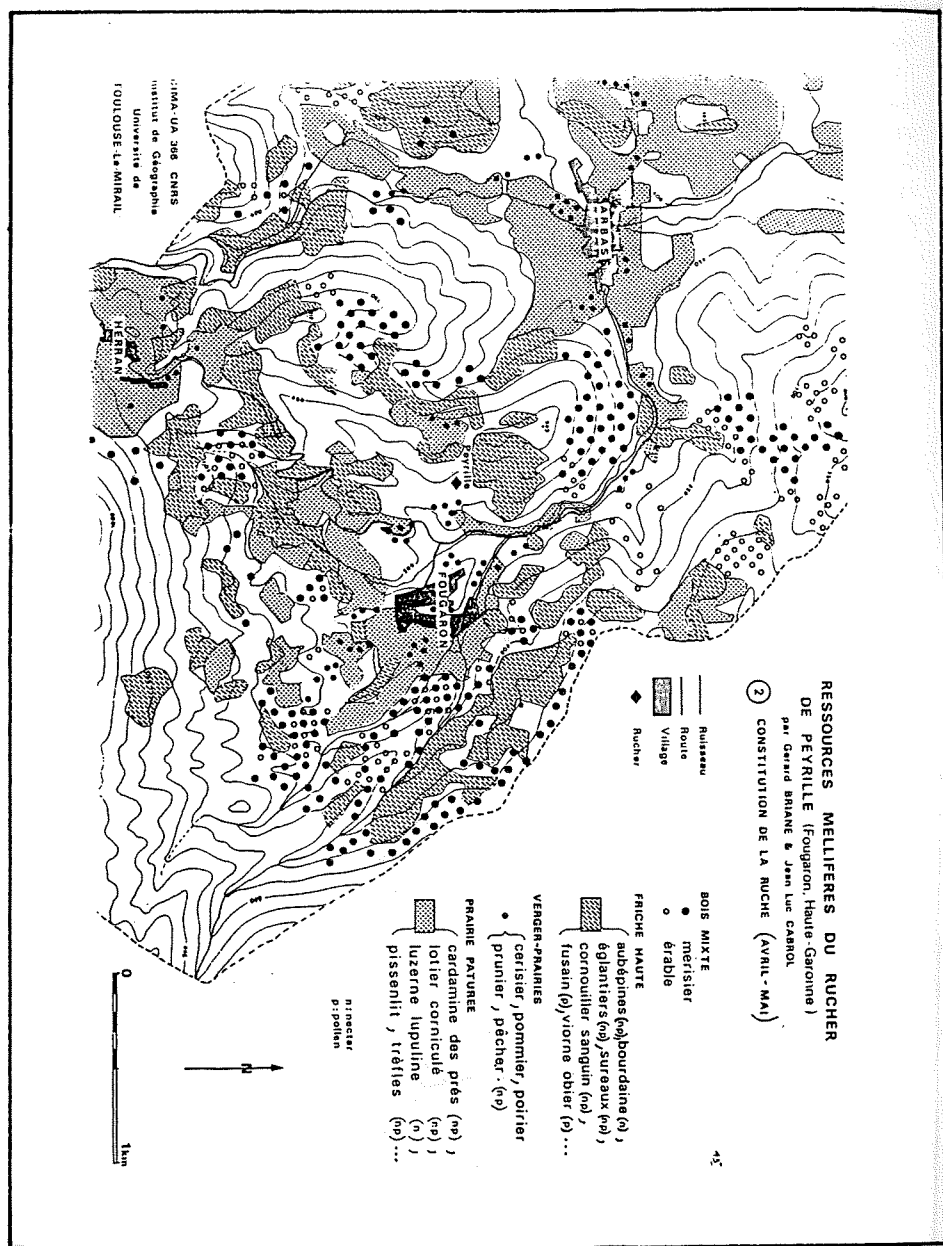 RESSOURCES MELLIFERES DU RUCHER
DE PEYRILLE (Fougaron, Haute-Garonne)
par Gerard BRIANE & Jean Luc CABROL
2 CONSTITUTION DE LA RUCHE (AVRIL-MAI)
Ruisseau
Route
Village
Rucher
BOIS MIXTE
merisier
érable
FRICHE HAUTE
aubépines (np), bourdaine (n),
églantiers (np), sureaux (np),
cornouiller sanguin (np),
fusain (p), viorne obier (p)...
VERGER-PRAIRIES
cerisier, pommier, poirier
prunier, pêcher. (np)
PRAIRIE PATUREE
cardamine des prés (np),
lotier corniculé (np),
luzerne lupuline (n),
pissenlit, trèfles (np)...
n: nectar
p: pollen
N
0 1km
ARBAS
Peyrille
FOUGARON
HERRAN
CIMA-UA 366 CNRS
Institut de Géographie
Université de
TOULOUSE-Le-MIRAIL